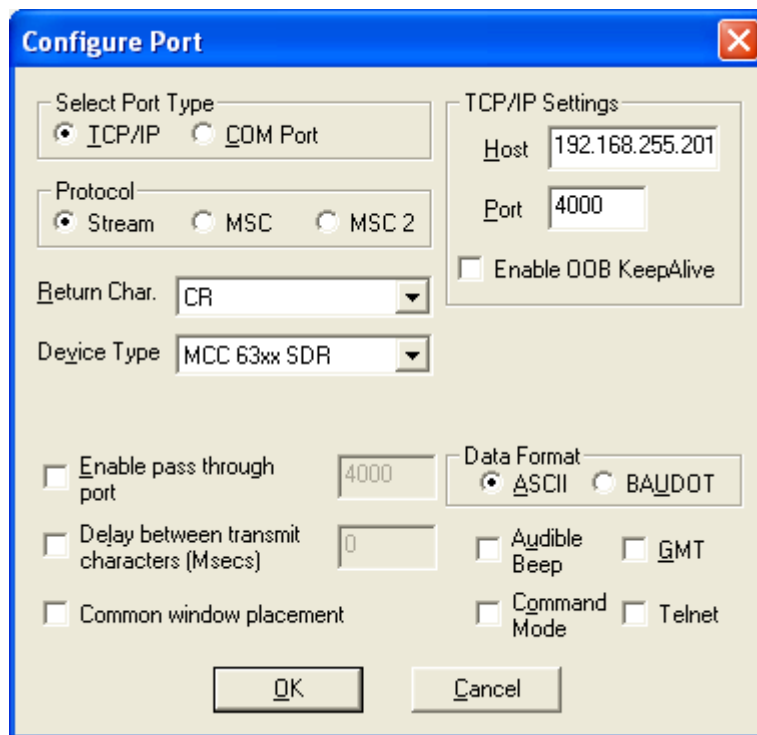 Configure Port
Select Port Type
TCP/IP COM Port
TCP/IP Settings
Host 192.168.255.201
Port 4000
Enable OOB KeepAlive
Protocol
Stream MSC MSC 2
Return Char. CR
Device Type MCC 63xx SDR
Enable pass through
port
4000
Data Format
ASCII BAUDOT
Delay between transmit
characters (Msecs)
0
Audible
Beep
GMT
Common window placement
Command
Mode
Telnet
OK Cancel